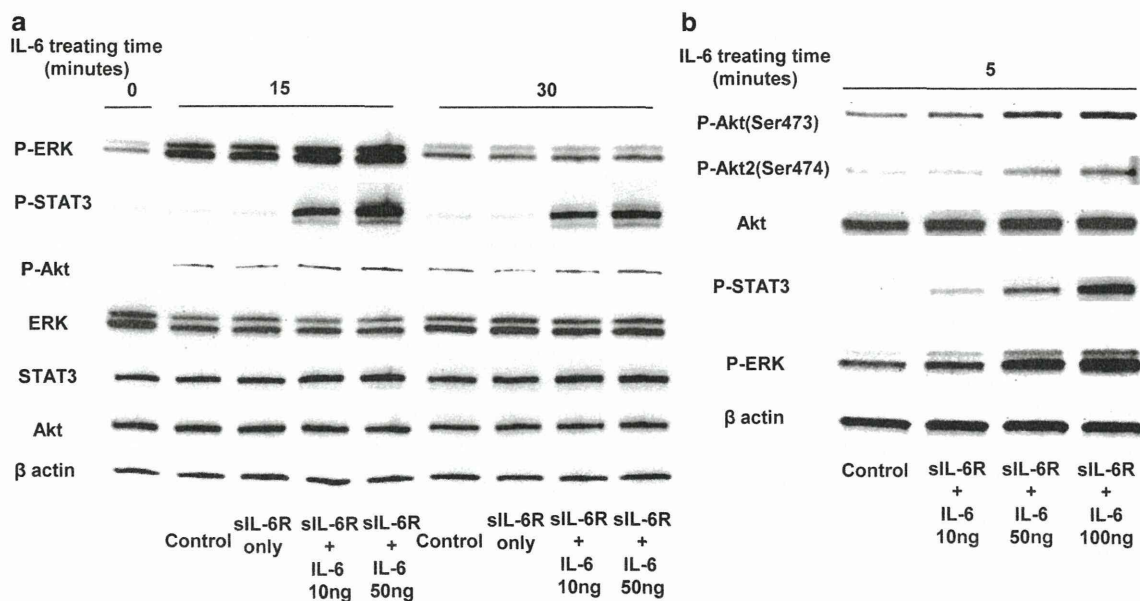 a
IL-6 treating time
(minutes)
0 15 30
P-ERK
P-STAT3
P-Akt
ERK
STAT3
Akt
β actin
Control sIL-6R only sIL-6R + IL-6 10ng sIL-6R + IL-6 50ng Control sIL-6R only sIL-6R + IL-6 10ng sIL-6R + IL-6 50ng
b
IL-6 treating time
(minutes)
5
P-Akt(Ser473)
P-Akt2(Ser474)
Akt
P-STAT3
P-ERK
β actin
Control sIL-6R + IL-6 10ng sIL-6R + IL-6 50ng sIL-6R + IL-6 100ng